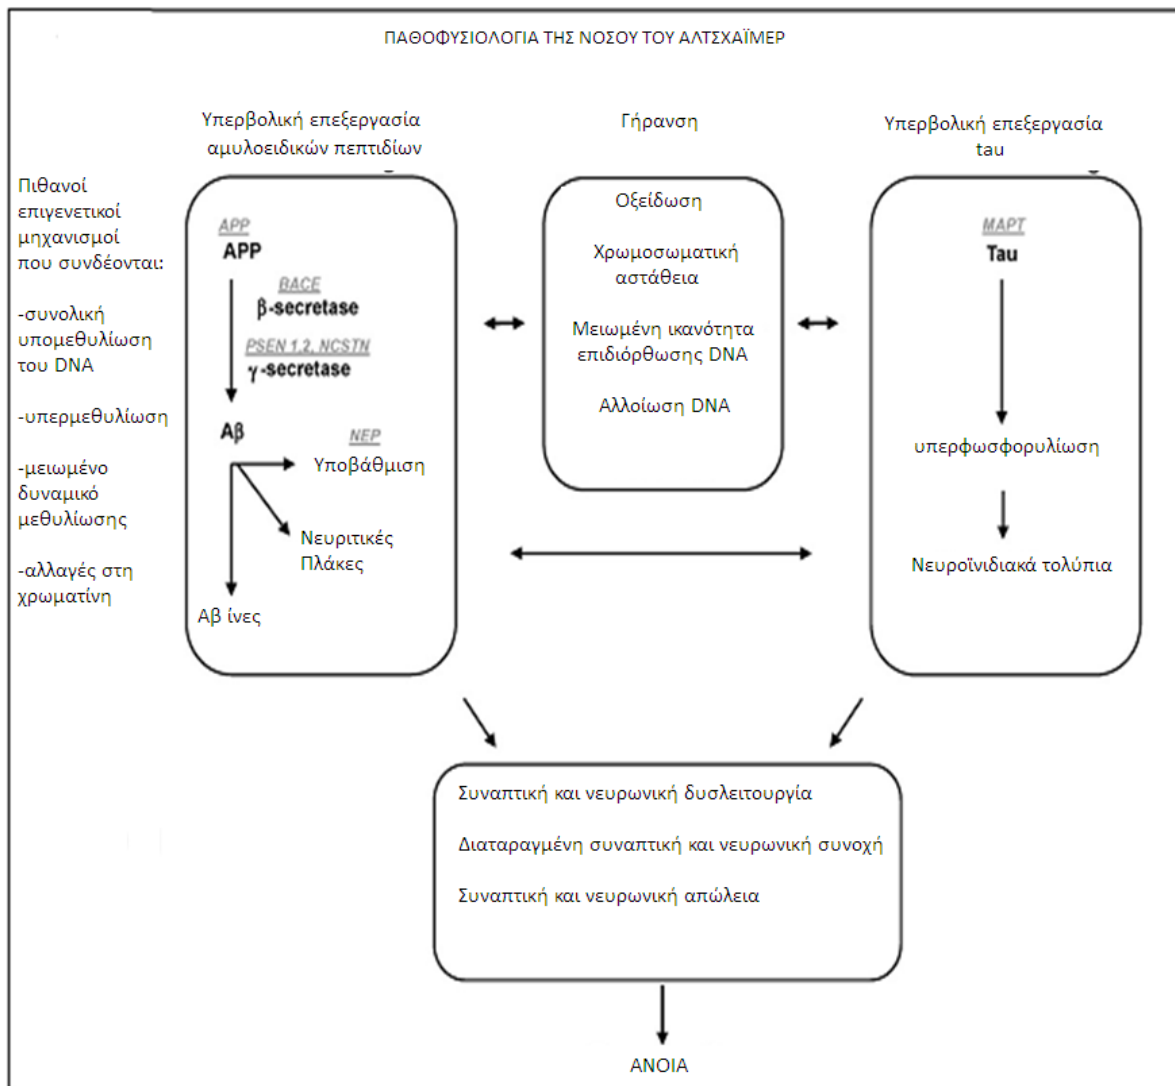 ΠΑΘΟΦΥΣΙΟΛΟΓΙΑ ΤΗΣ ΝΟΣΟΥ ΤΟΥ ΑΛΤΣΧΑΪΜΕΡ
Υπερβολική επεξεργασία
αμυλοειδικών πεπτιδίων
Γήρανση
Υπερβολική επεξεργασία
tau
Πιθανοί
επιγενετικοί
μηχανισμοί
που συνδέονται:
-συνολική
υπομεθυλίωση
του DNA
-υπερμεθυλίωση
-μειωμένο
δυναμικό
μεθυλίωσης
-αλλαγές στη
χρωματίνη
APP
APP
BACE
β-secretase
PSEN 1,2, NCSTN
γ-secretase
Αβ
NEP
Υποβάθμιση
Νευριτικές
Πλάκες
Αβ ίνες
Οξείδωση
Χρωμοσωματική
αστάθεια
Μειωμένη ικανότητα
επιδιόρθωσης DNA
Αλλοίωση DNA
MAPT
Tau
υπερφωσφορυλίωση
Νευροϊνιδιακά τολύπια
Συναπτική και νευρωνική δυσλειτουργία
Διαταραγμένη συναπτική και νευρωνική συνοχή
Συναπτική και νευρωνική απώλεια
ΑΝΟΙΑ